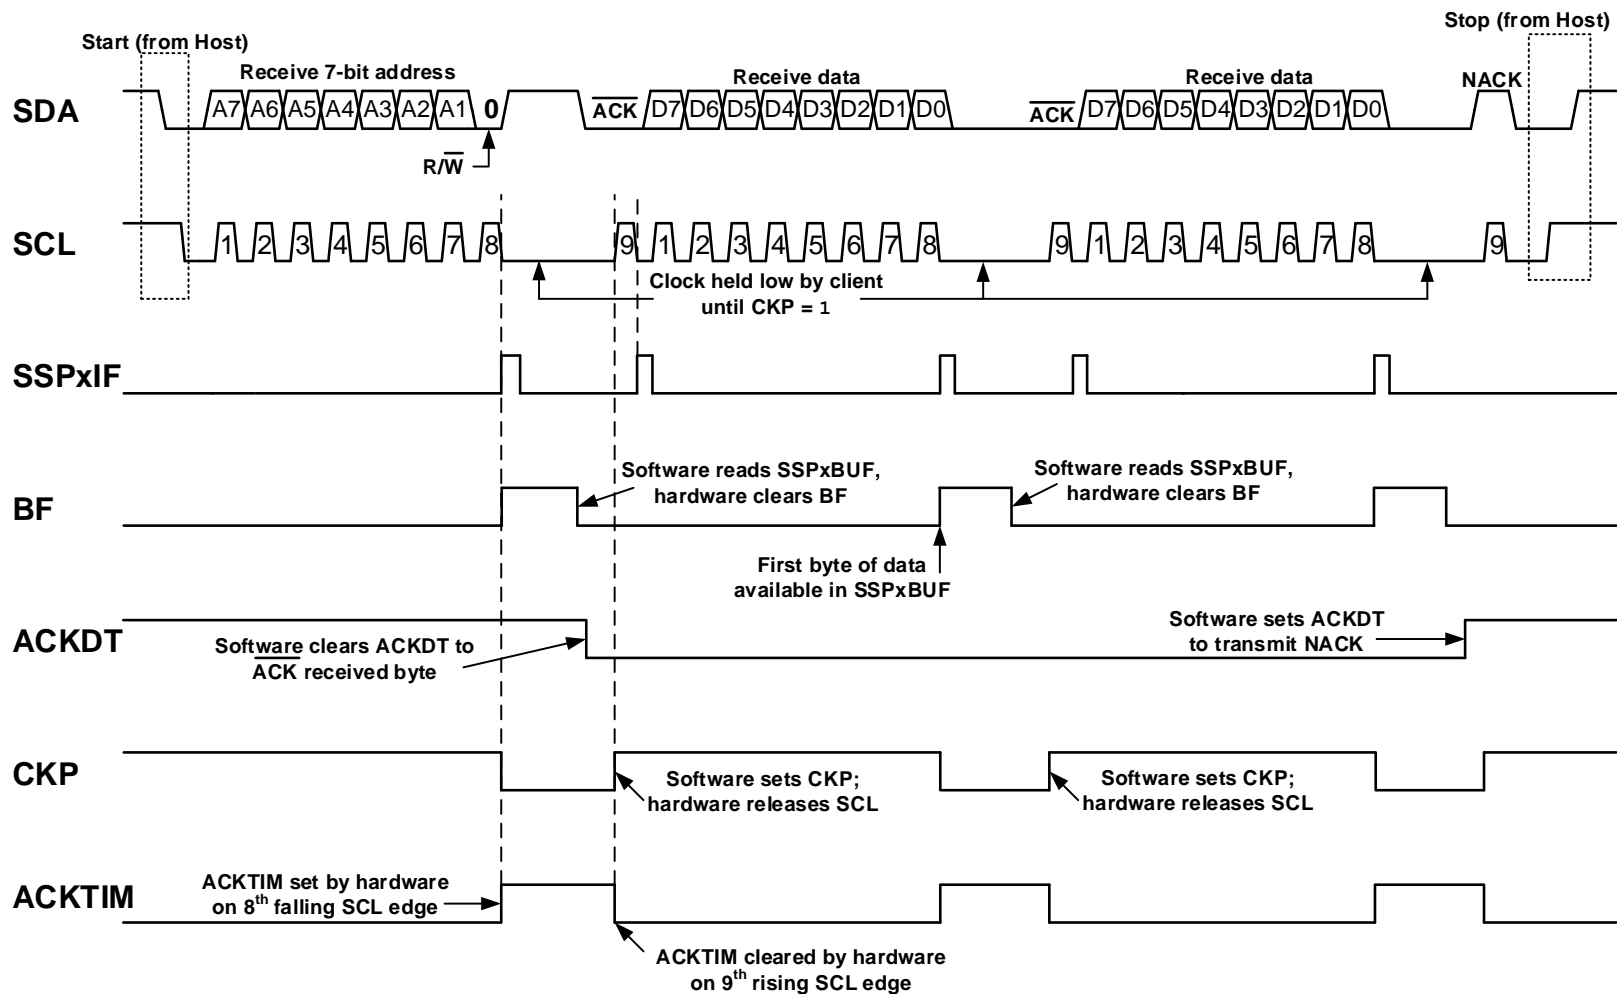 Start (from Host)
Stop (from Host)
Receive 7-bit address
Receive data
Receive data
NACK
SDA
A7 A6 A5 A4 A3 A2 A1 0
ACK
D7 D6 D5 D4 D3 D2 D1 D0
ACK
D7 D6 D5 D4 D3 D2 D1 D0
R/W
SCL
1 2 3 4 5 6 7 8 9 1 2 3 4 5 6 7 8 9 1 2 3 4 5 6 7 8 9
Clock held low by client
until CKP = 1
SSPxIF
BF
Software reads SSPxBUF,
hardware clears BF
Software reads SSPxBUF,
hardware clears BF
First byte of data
available in SSPxBUF
ACKDT
Software clears ACKDT to
ACK received byte
Software sets ACKDT
to transmit NACK
CKP
Software sets CKP;
hardware releases SCL
Software sets CKP;
hardware releases SCL
ACKTIM
ACKTIM set by hardware
on 8th falling SCL edge
ACKTIM cleared by hardware
on 9th rising SCL edge